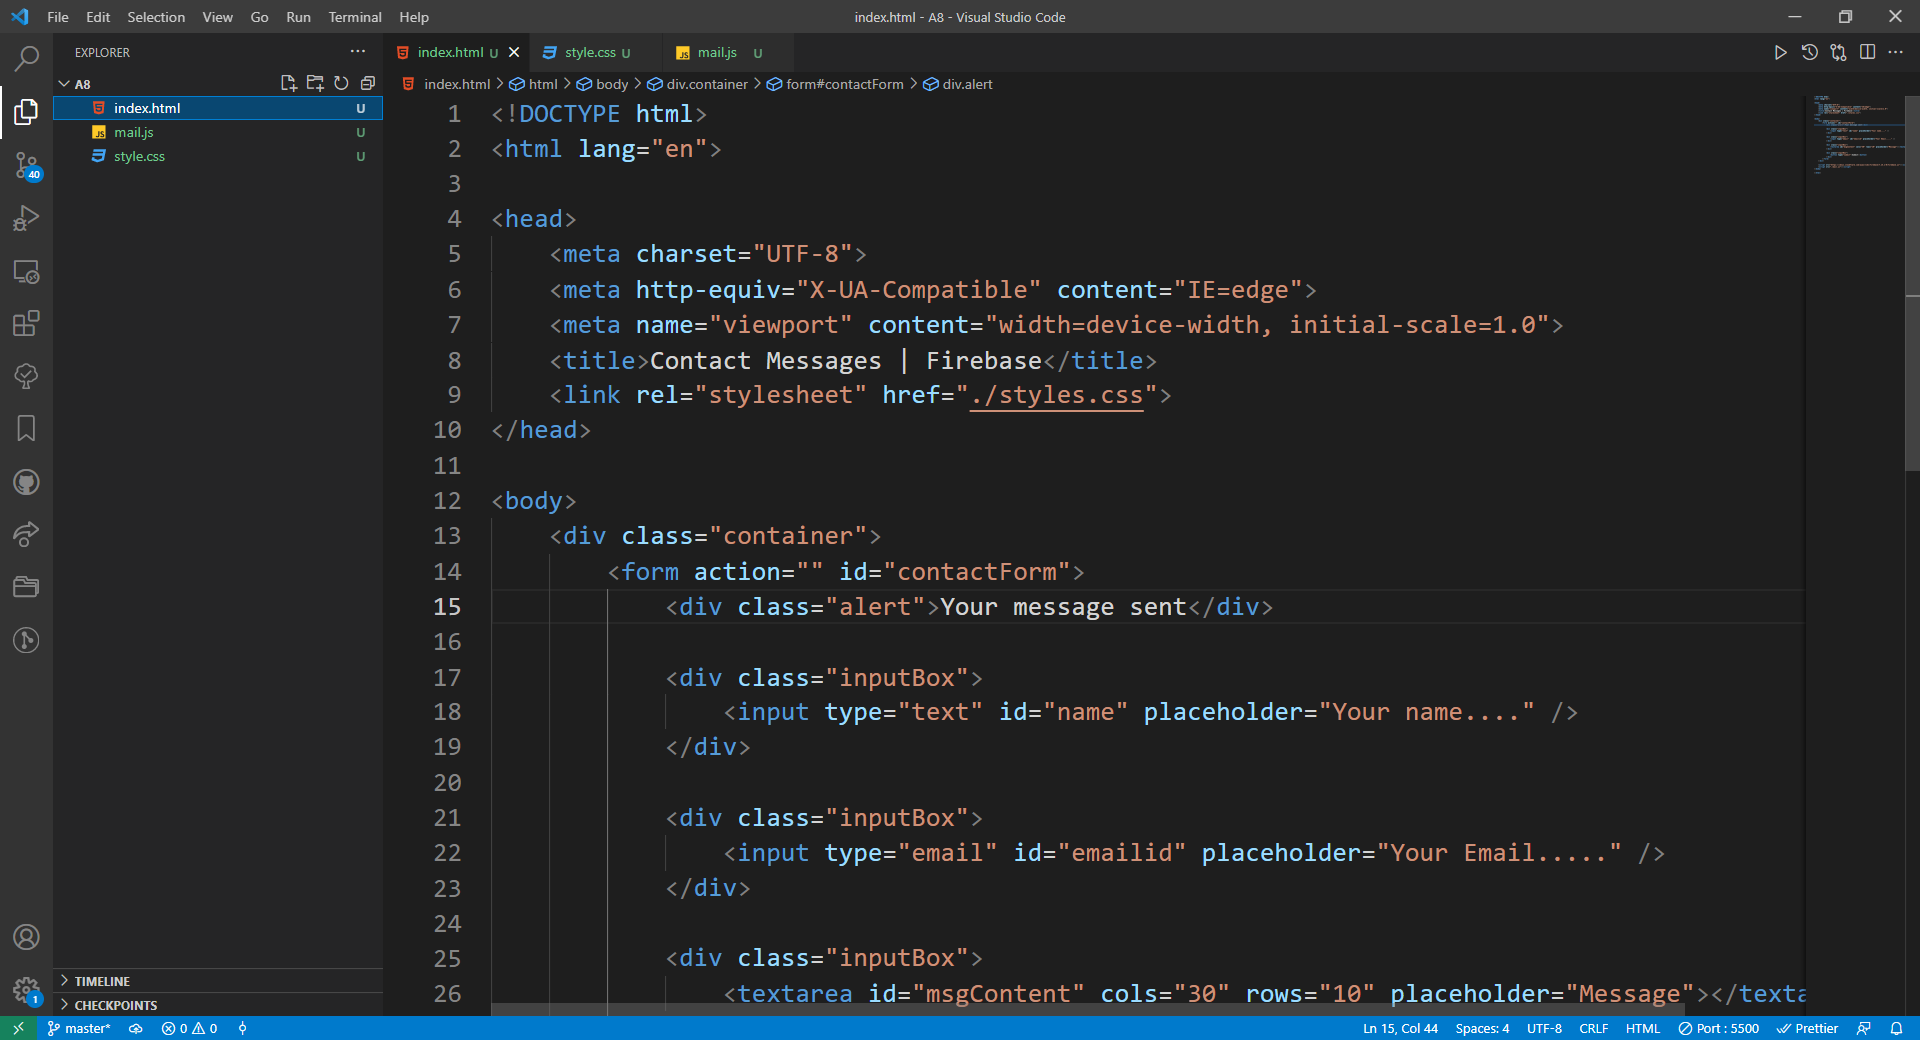 File Edit Selection View Go Run Terminal Help
index.html - A8 - Visual Studio Code
EXPLORER
A8
index.html U
mail.js U
style.css U
TIMELINE
CHECKPOINTS
40
1
index.html U
style.css U
mail.js U
index.html > html > body > div.container > form#contactForm > div.alert
1 <!DOCTYPE html>
2 <html lang="en">
3
4 <head>
5 <meta charset="UTF-8">
6 <meta http-equiv="X-UA-Compatible" content="IE=edge">
7 <meta name="viewport" content="width=device-width, initial-scale=1.0">
8 <title>Contact Messages | Firebase</title>
9 <link rel="stylesheet" href="./styles.css">
10 </head>
11
12 <body>
13 <div class="container">
14 <form action="" id="contactForm">
15 <div class="alert">Your message sent</div>
16
17 <div class="inputBox">
18 <input type="text" id="name" placeholder="Your name...." />
19 </div>
20
21 <div class="inputBox">
22 <input type="email" id="emailid" placeholder="Your Email....." />
23 </div>
24
25 <div class="inputBox">
26 <textarea id="msgContent" cols="30" rows="10" placeholder="Message"></texta
master* 0 0
Ln 15, Col 44 Spaces: 4 UTF-8 CRLF HTML Port : 5500 Prettier